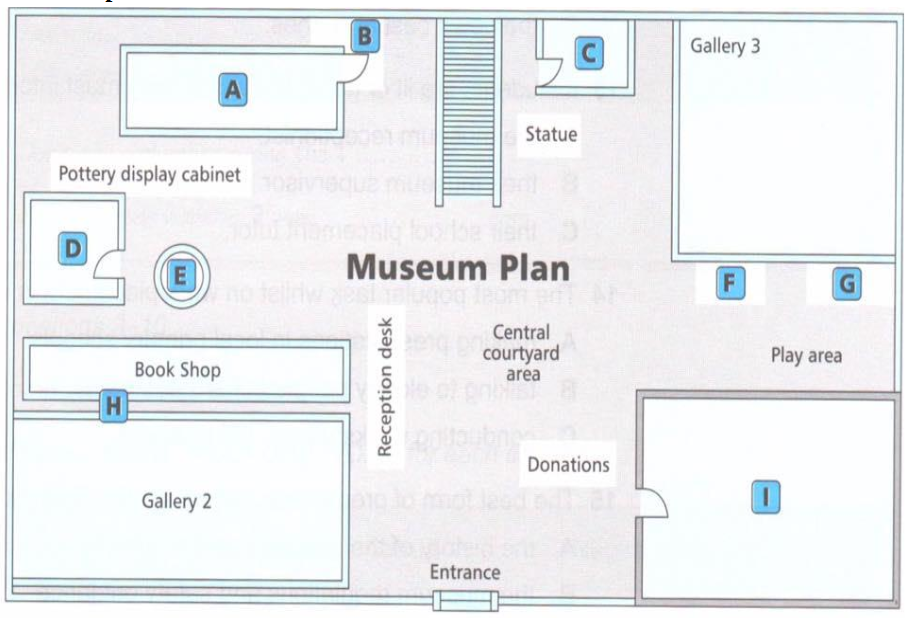 B
C
Gallery 3
A
Statue
Pottery display cabinet
D
E
Museum Plan
F
G
Reception desk
Central
courtyard
area
Play area
Book Shop
H
Donations
Gallery 2
I
Entrance